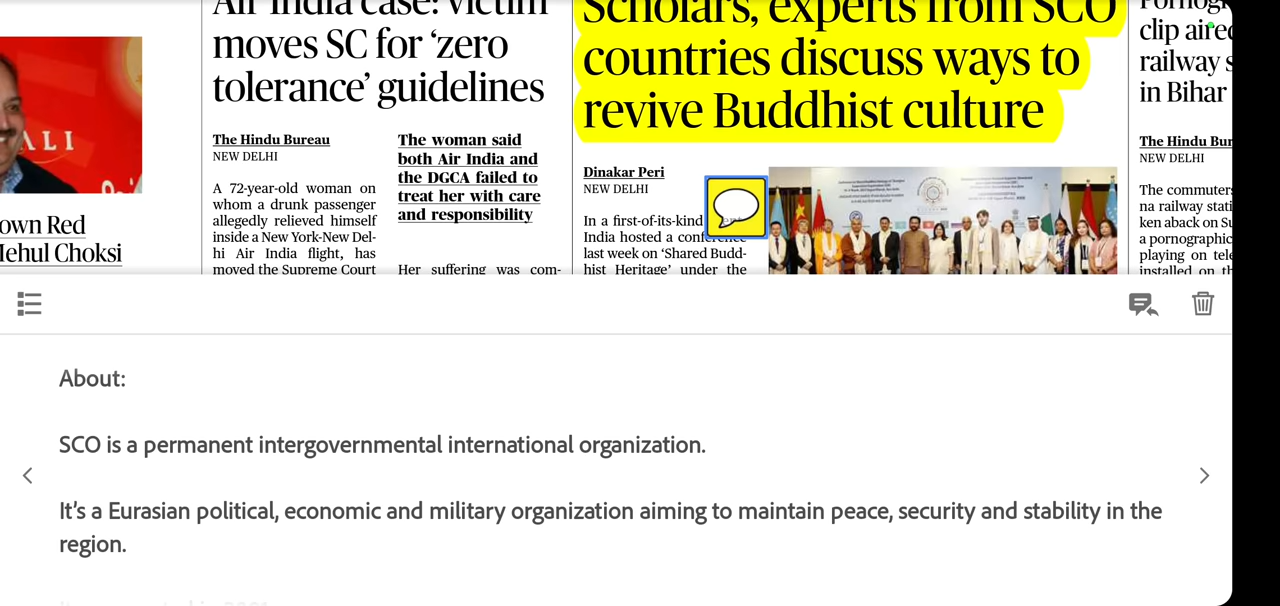 Air India case: victim
moves SC for ‘zero
tolerance’ guidelines
The Hindu Bureau
NEW DELHI
A 72-year-old woman on
whom a drunk passenger
allegedly relieved himself
inside a New York-New Del-
hi Air India flight, has
moved the Supreme Court
The woman said
both Air India and
the DGCA failed to
treat her with care
and responsibility
Her suffering was com-
Scholars, experts from SCO
countries discuss ways to
revive Buddhist culture
Dinakar Peri
NEW DELHI
In a first-of-its-kind
India hosted a conference
last week on ‘Shared Budd-
hist Heritage’ under the
clip aired
railway s
in Bihar
The Hindu Bur
NEW DELHI
The commuters
na railway stati
ken aback on Su
a pornographic
playing on tele
installed on th
ALI
own Red
Mehul Choksi
About:
SCO is a permanent intergovernmental international organization.
It’s a Eurasian political, economic and military organization aiming to maintain peace, security and stability in the
region.